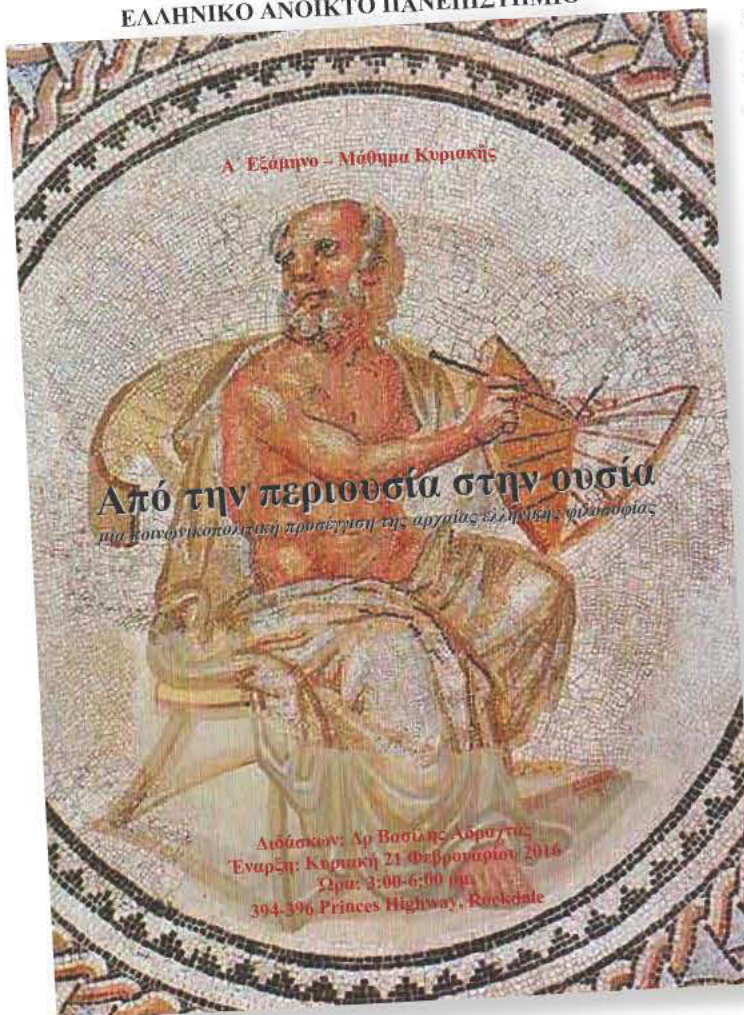 ΕΛΛΗΝΙΚΟ ΑΝΟΙΚΤΟ ΠΑΝΕΠΙΣΤΗΜΙΟ
Α΄ Εξάμηνο – Μάθημα Κυριακής
Από την περιουσία στην ουσία
μια κοινωνικοπολιτική προσέγγιση της αρχαίας ελληνικής φιλοσοφίας
Διδάσκων: Δρ Βασίλης Αδραχτάς
Έναρξη: Κυριακή 21 Φεβρουαρίου 2016
Ώρα: 3:00-6:00 pm
394-396 Princes Highway, Rockdale